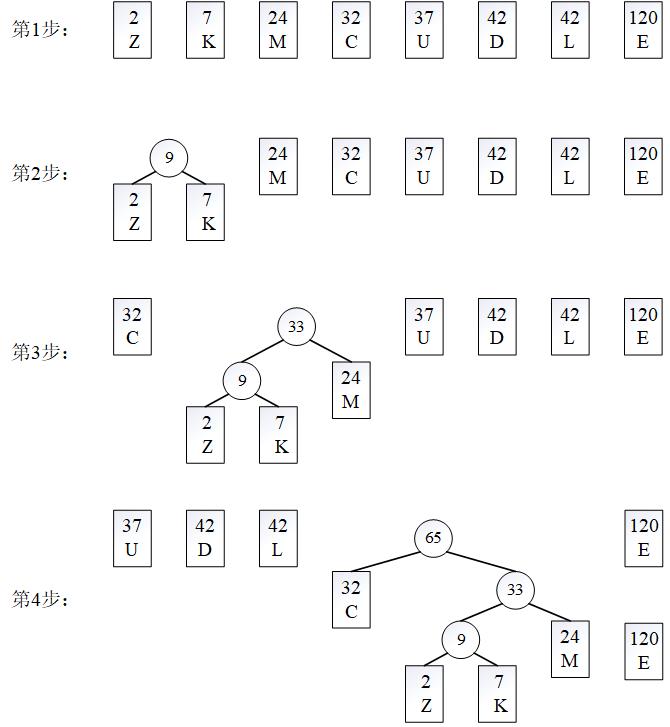 第1步：
2 7 24 32 37 42 42 120
Z K M C U D L E
第2步：
9
24 32 37 42 42 120
M C U D L E
2 7
Z K
第3步：
32 37 42 42 120
C U D L E
33
9
24
M
2 7
Z K
第4步：
37 42 42 120
U D L E
65
32
C
33
9
24
M
120
E
2 7
Z K